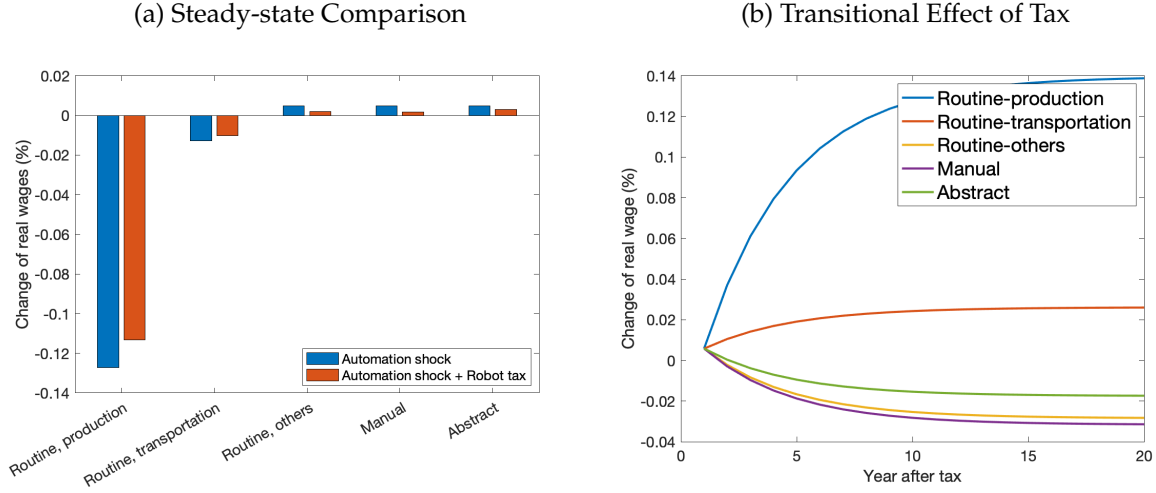 (a) Steady-state Comparison
0.02
0
-0.02
-0.04
-0.06
-0.08
-0.1
-0.12
-0.14
Change of real wages (%)
Automation shock
Automation shock + Robot tax
Routine, production
Routine, transportation
Routine, others
Manual
Abstract
(b) Transitional Effect of Tax
0.14
0.12
0.1
0.08
0.06
0.04
0.02
0
-0.02
-0.04
Change of real wage (%)
Routine-production
Routine-transportation
Routine-others
Manual
Abstract
0
5
10
15
20
Year after tax